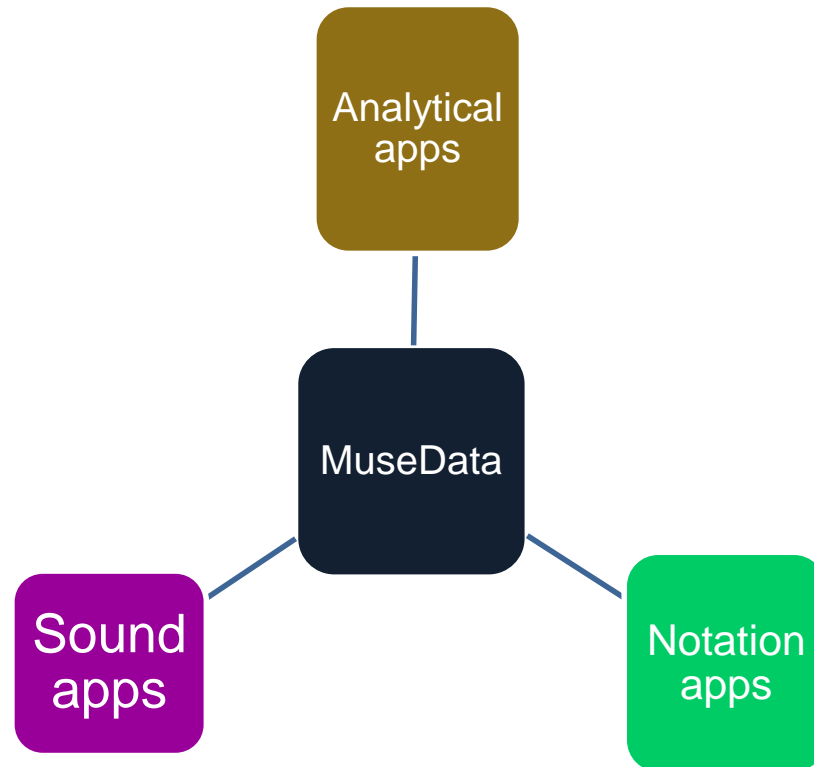 Analytical
apps
MuseData
Sound
apps
Notation
apps